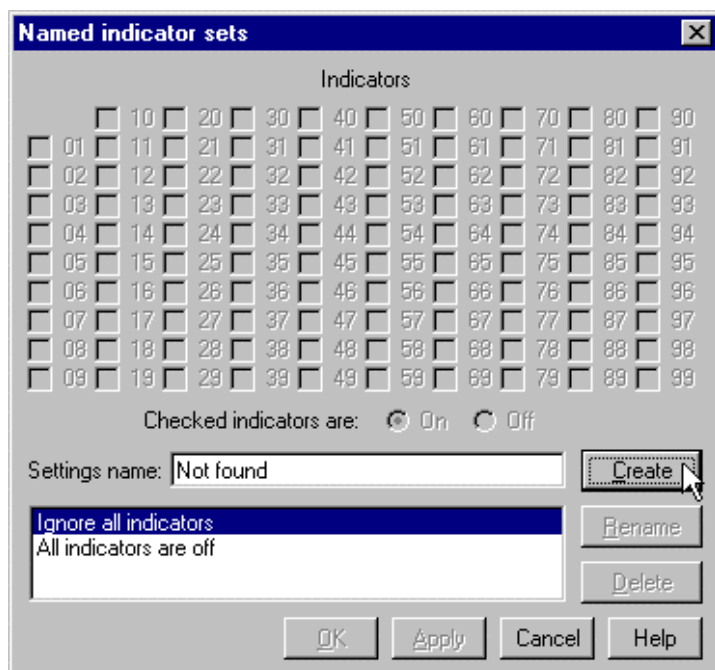 Named indicator sets
Indicators
10 20 30 40 50 60 70 80 90
01 11 21 31 41 51 61 71 81 91
02 12 22 32 42 52 62 72 82 92
03 13 23 33 43 53 63 73 83 93
04 14 24 34 44 54 64 74 84 94
05 15 25 35 45 55 65 75 85 95
06 16 26 36 46 56 66 76 86 96
07 17 27 37 47 57 67 77 87 97
08 18 28 38 48 58 68 78 88 98
09 19 29 39 49 59 69 79 89 99
Checked indicators are: On Off
Settings name: Not found Create
Ignore all indicators Rename
All indicators are off
Delete
OK Apply Cancel Help